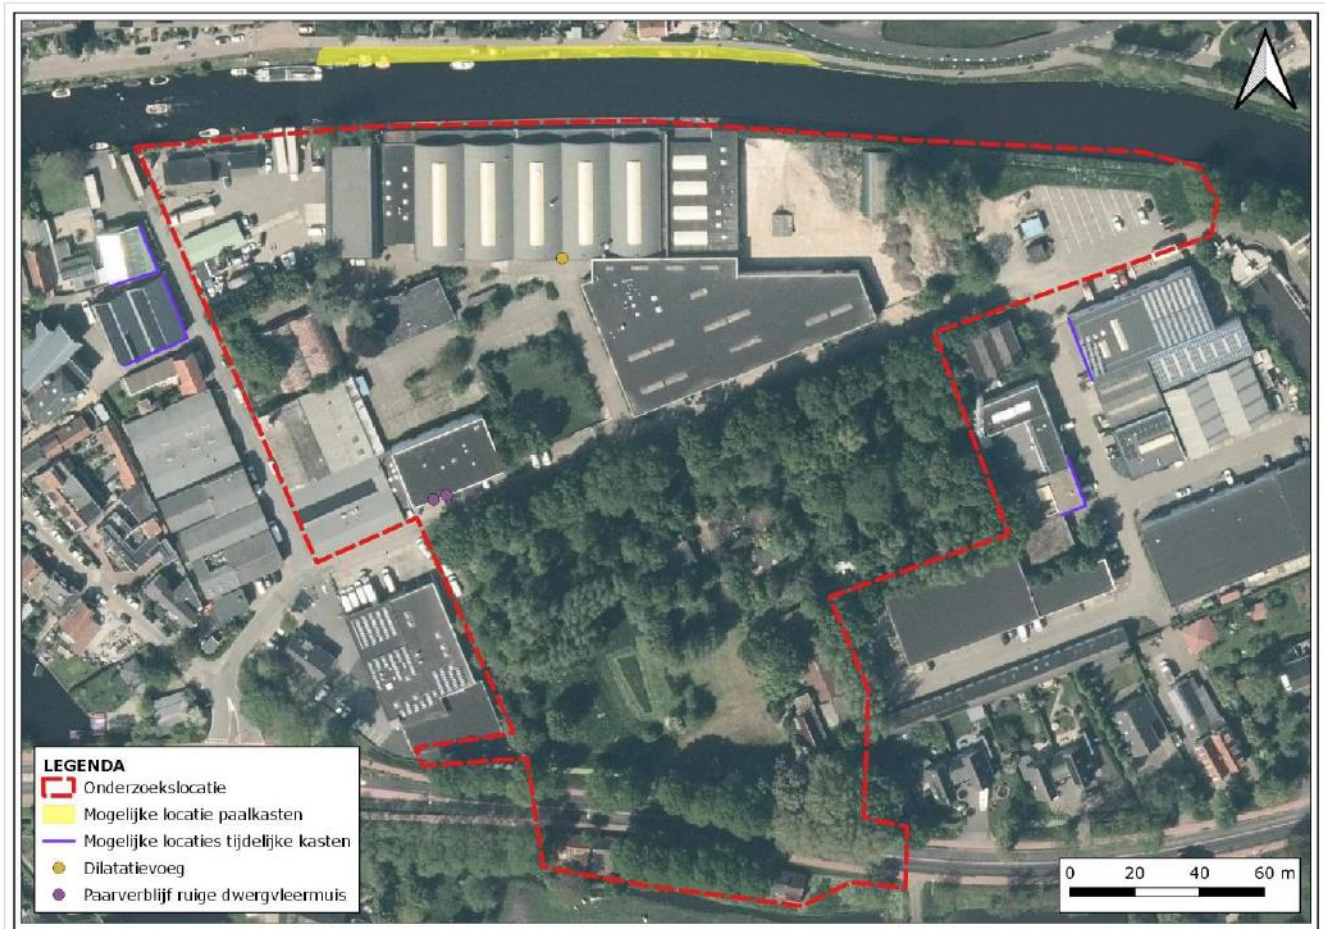 LEGENDA
Onderzoekslocatie
Mogelijke locatie paalkasten
Mogelijke locaties tijdelijke kasten
Dilatatievoeg
Paarverblijf ruige dwergvleermuis
0 20 40 60 m